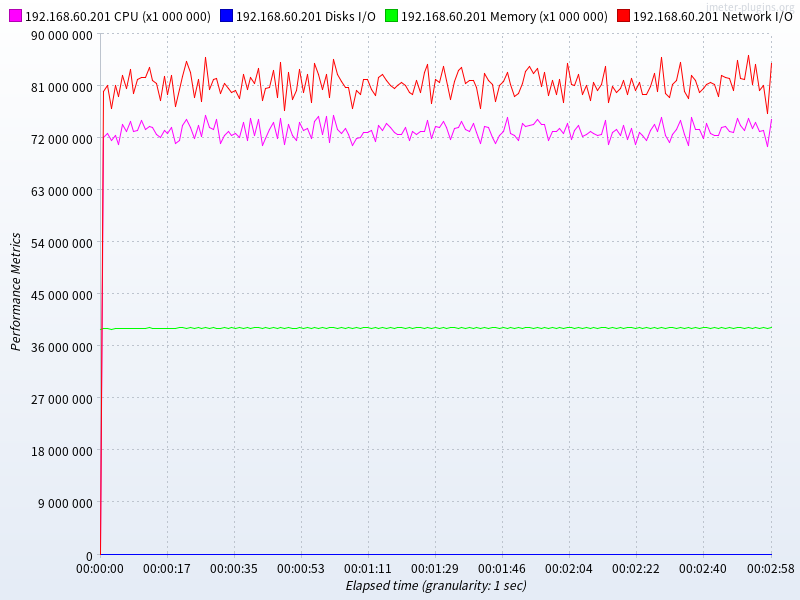 jmeter-plugins.org
192.168.60.201 CPU (x1 000 000) 192.168.60.201 Disks I/O 192.168.60.201 Memory (x1 000 000) 192.168.60.201 Network I/O
90 000 000
81 000 000
72 000 000
63 000 000
54 000 000
45 000 000
36 000 000
27 000 000
18 000 000
9 000 000
0
Performance Metrics
00:00:00 00:00:17 00:00:35 00:00:53 00:01:11 00:01:29 00:01:46 00:02:04 00:02:22 00:02:40 00:02:58
Elapsed time (granularity: 1 sec)